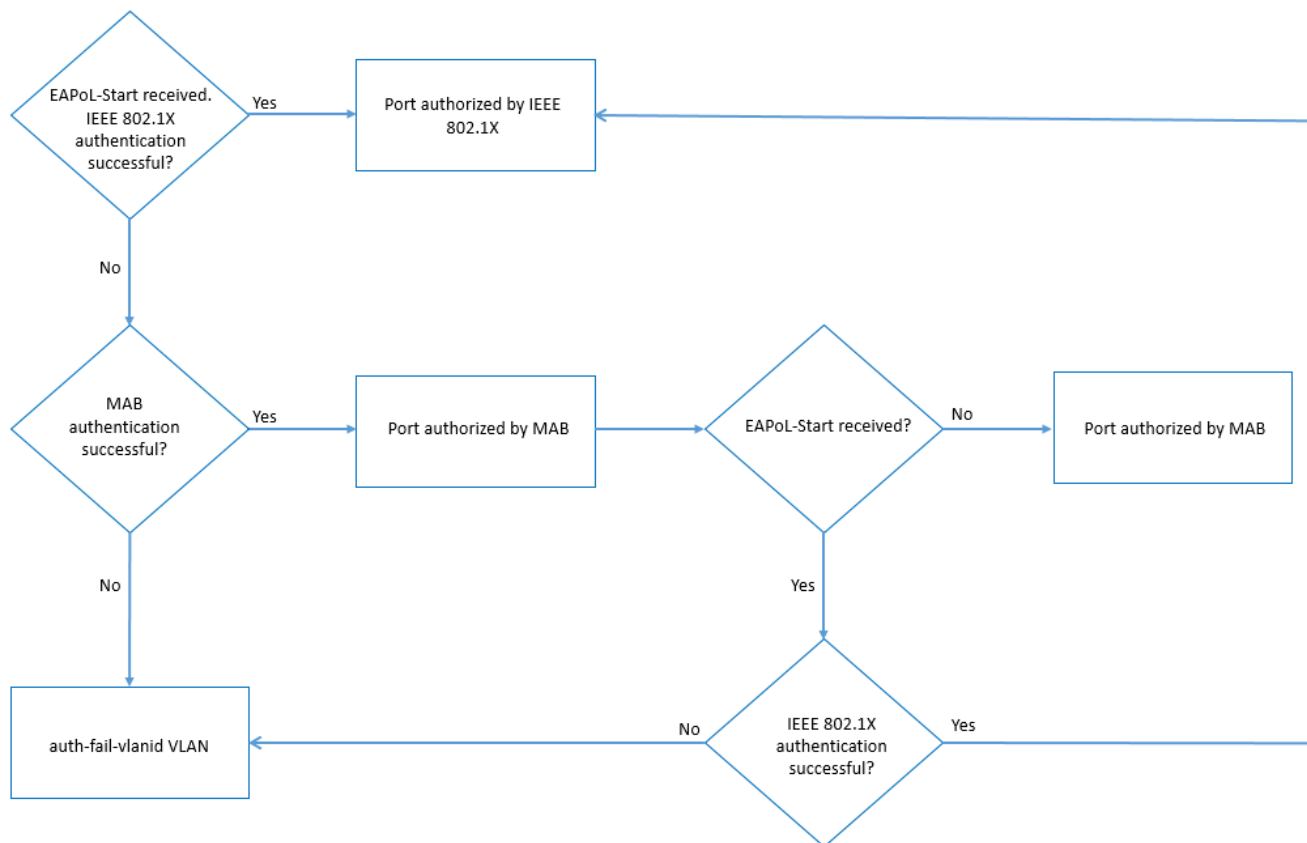 EAPoL-Start received.
IEEE 802.1X
authentication
successful?
Yes
Port authorized by IEEE
802.1X
No
MAB
authentication
successful?
Yes
Port authorized by MAB
EAPoL-Start received?
No
Port authorized by MAB
No
Yes
auth-fail-vlanid VLAN
No
IEEE 802.1X
authentication
successful?
Yes